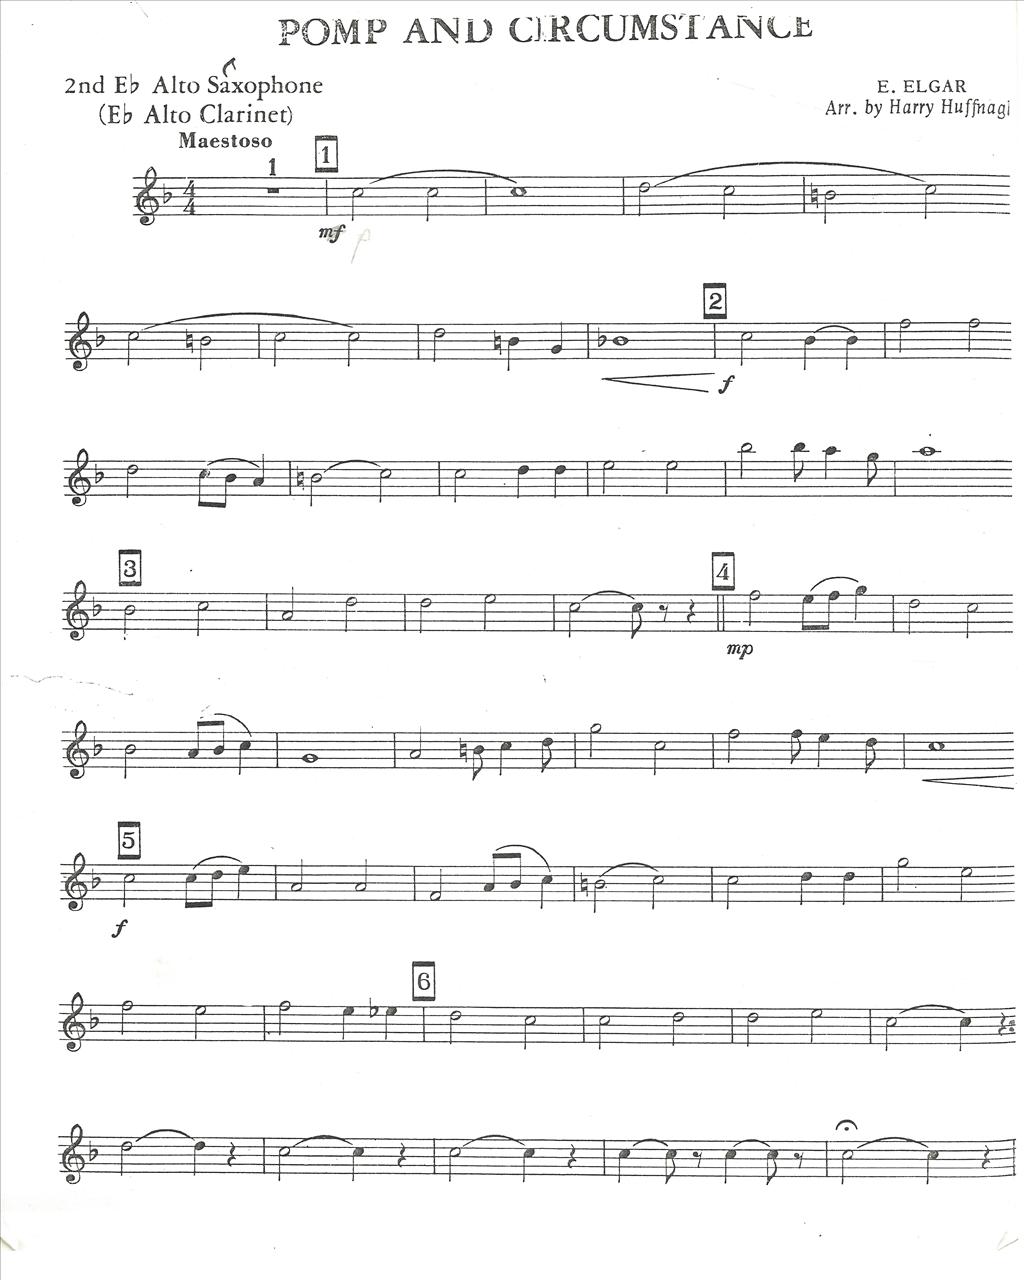 POMP AND CIRCUMSTANCE
2nd E♭ Alto Saxophone
(E♭ Alto Clarinet)
E. ELGAR
Arr. by Harry Huffnagl
Maestoso
1
1
mf p
2
f
3
4
mp
5
f
6